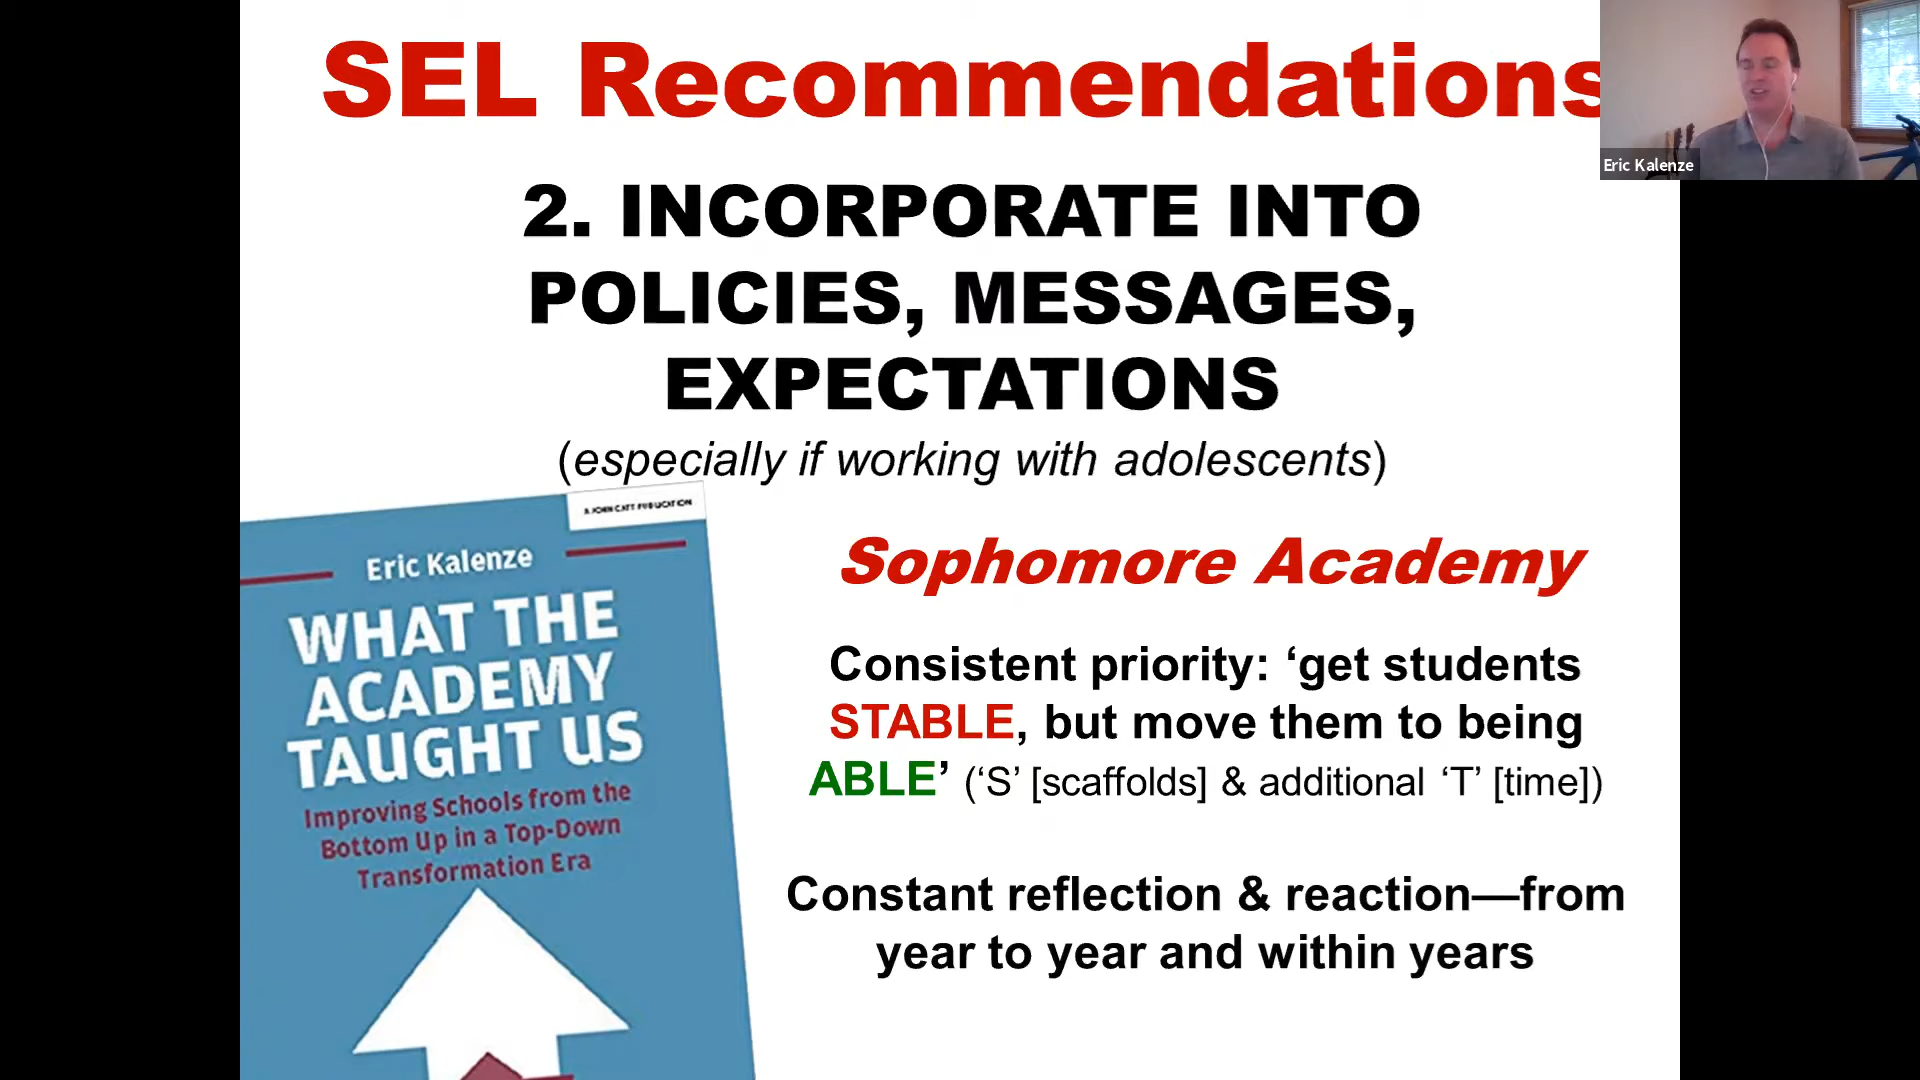 SEL Recommendations
Eric Kalenze
2. INCORPORATE INTO
POLICIES, MESSAGES,
EXPECTATIONS
(especially if working with adolescents)
A JOHN CATT PUBLICATION
Eric Kalenze
WHAT THE
ACADEMY
TAUGHT US
Improving Schools from the
Bottom Up in a Top-Down
Transformation Era
Sophomore Academy
Consistent priority: ‘get students
STABLE, but move them to being
ABLE’ (‘S’ [scaffolds] & additional ‘T’ [time])
Constant reflection & reaction—from
year to year and within years